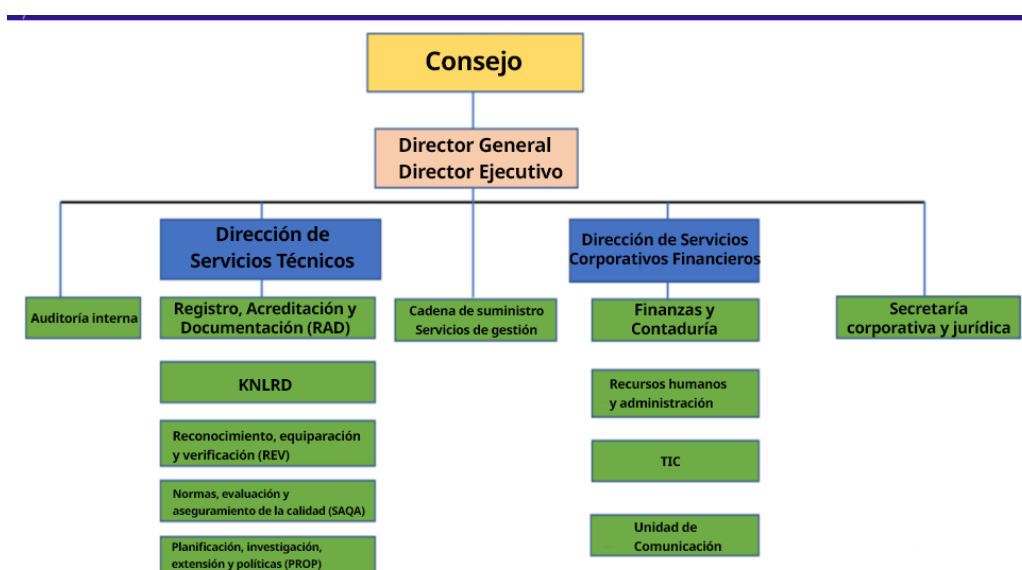 Consejo
Director General
Director Ejecutivo
Dirección de
Servicios Técnicos
Dirección de Servicios
Corporativos Financieros
Auditoría interna
Registro, Acreditación y
Documentación (RAD)
Cadena de suministro
Servicios de gestión
Finanzas y
Contaduría
Secretaría
corporativa y jurídica
KNLRD
Recursos humanos
y administración
Reconocimiento, equiparación
y verificación (REV)
TIC
Normas, evaluación y
aseguramiento de la calidad (SAQA)
Unidad de
Comunicación
Planificación, investigación,
extensión y políticas (PROP)